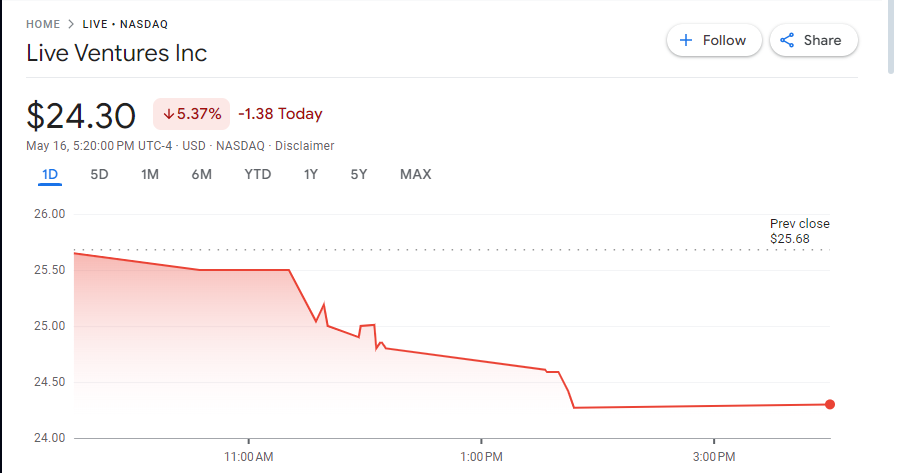 HOME > LIVE • NASDAQ
Live Ventures Inc
+ Follow
Share
$24.30 ↓5.37% -1.38 Today
May 16, 5:20:00 PM UTC-4 · USD · NASDAQ · Disclaimer
1D 5D 1M 6M YTD 1Y 5Y MAX
26.00
Prev close
$25.68
25.50
25.00
24.50
24.00
11:00 AM 1:00 PM 3:00 PM